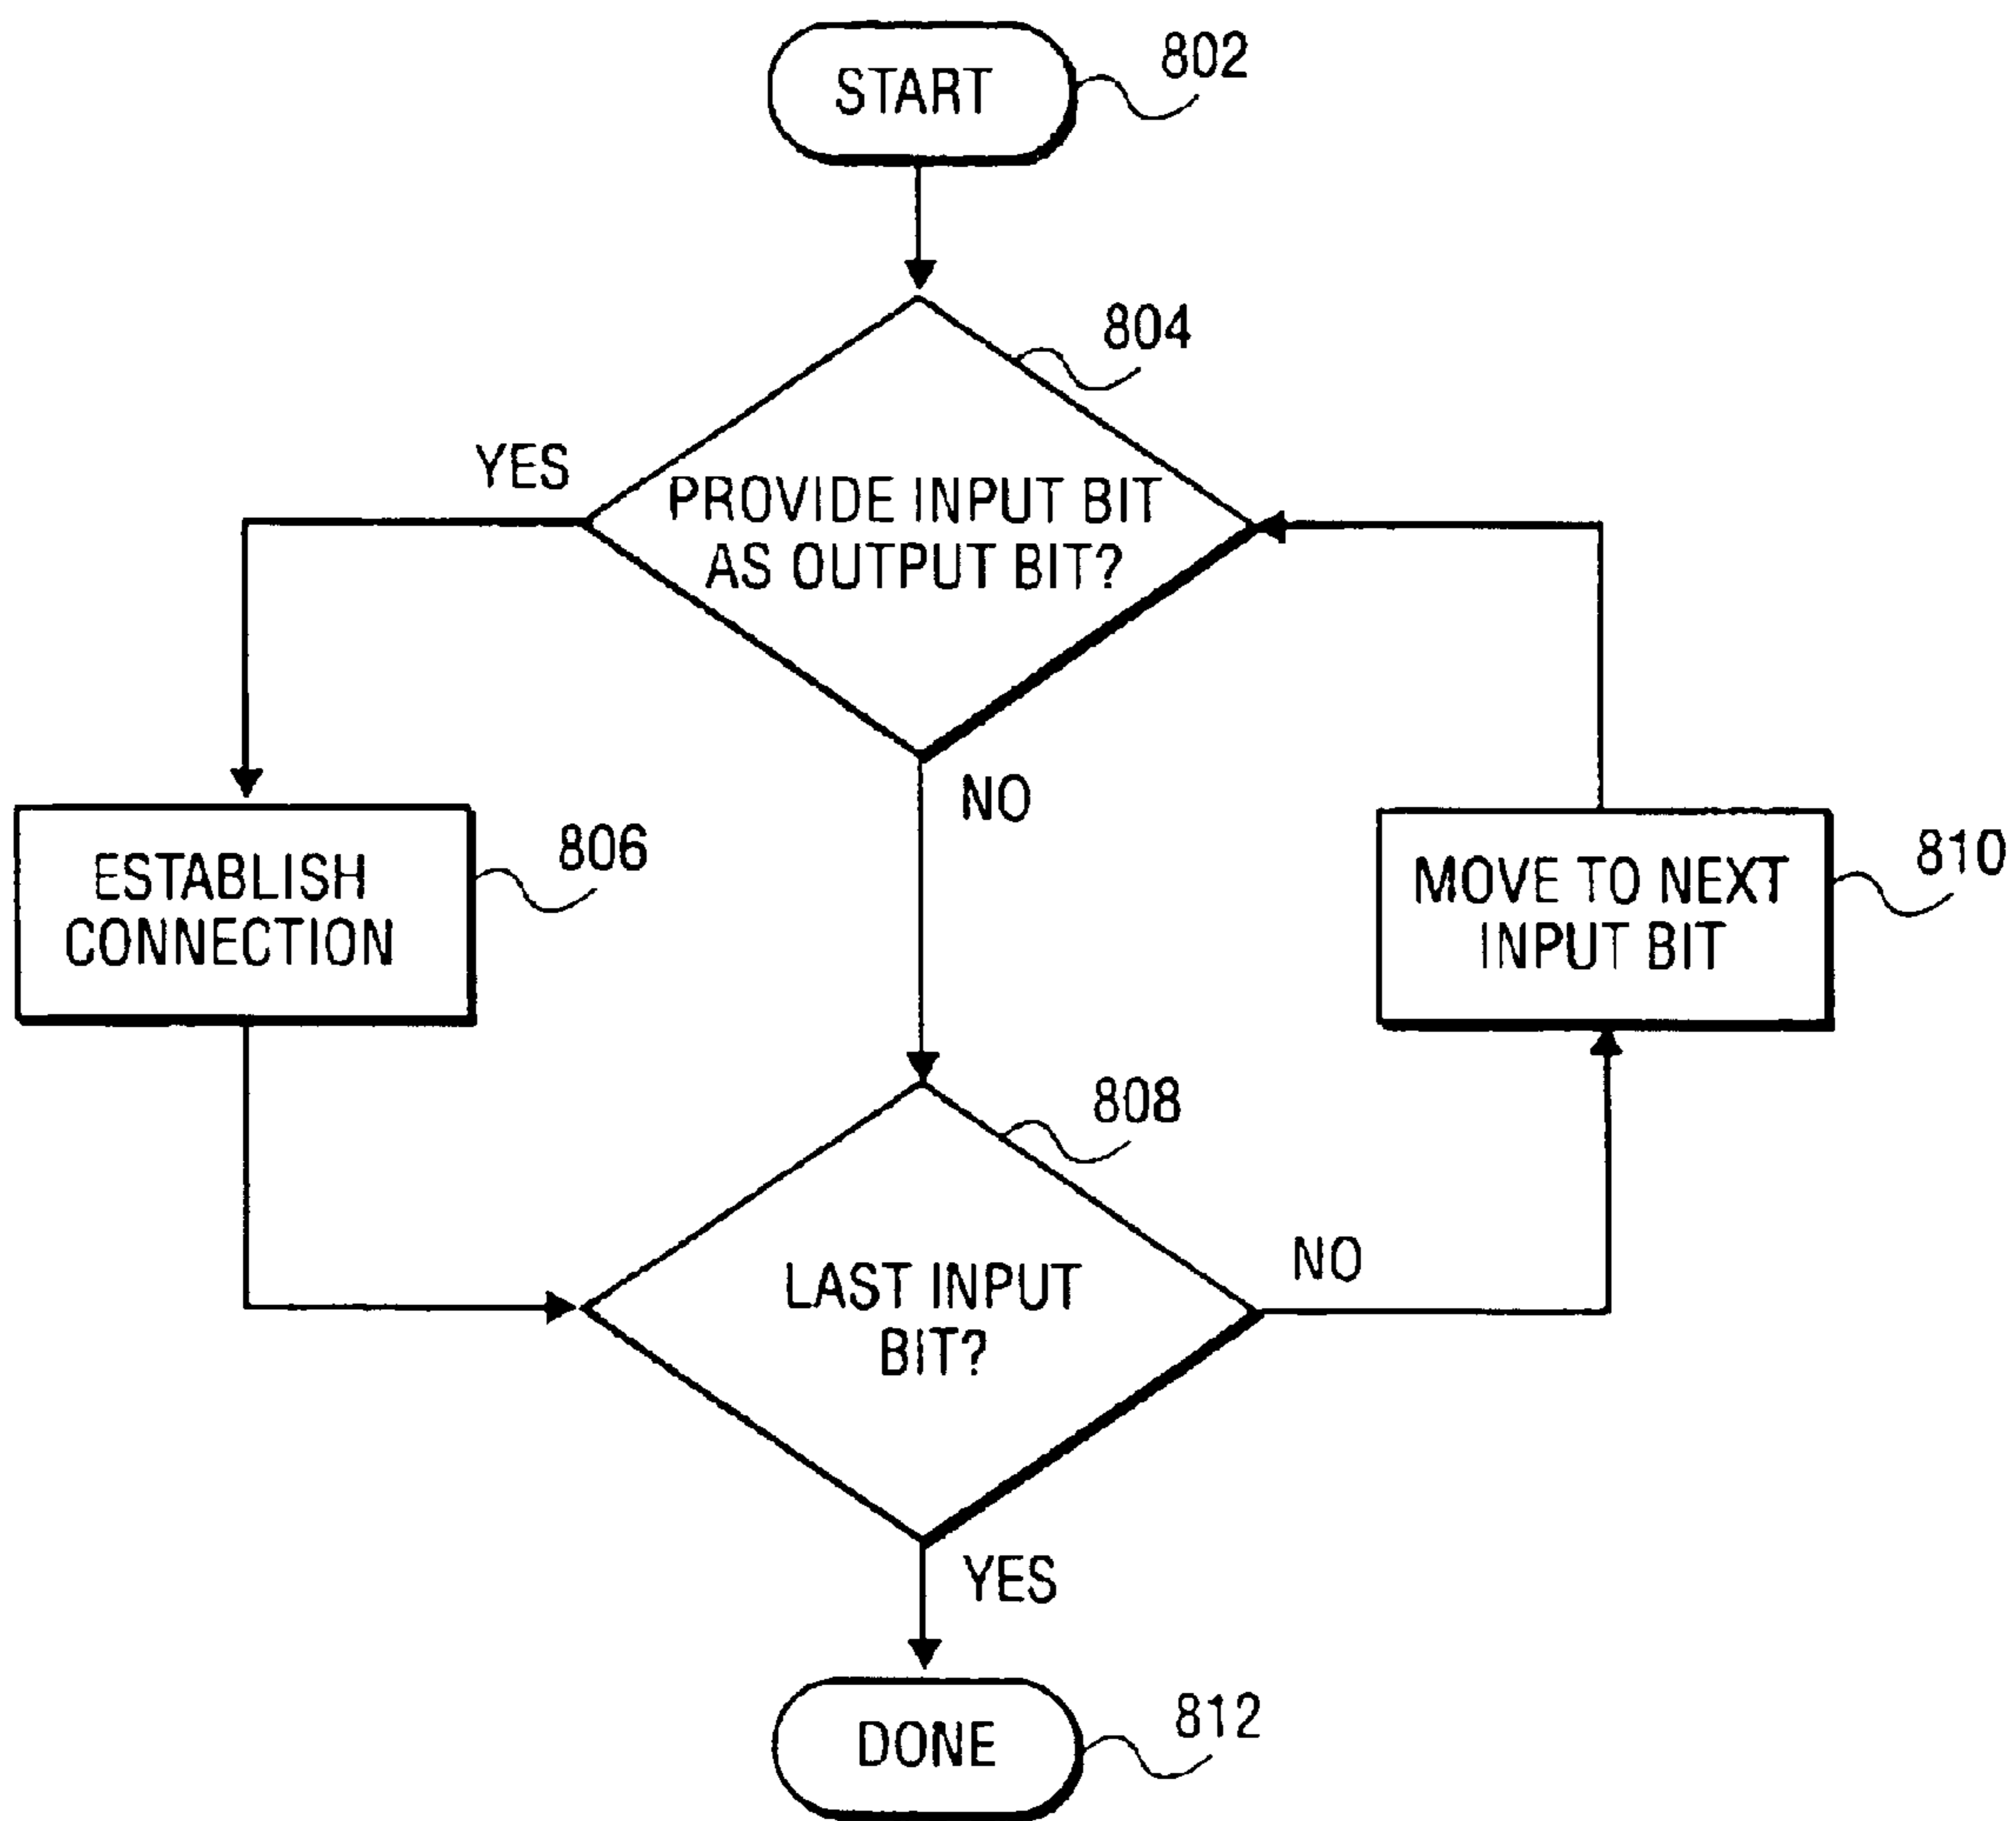 START
802
804
YES
PROVIDE INPUT BIT
AS OUTPUT BIT?
NO
ESTABLISH
CONNECTION
806
MOVE TO NEXT
INPUT BIT
810
808
LAST INPUT
BIT?
NO
YES
DONE
812